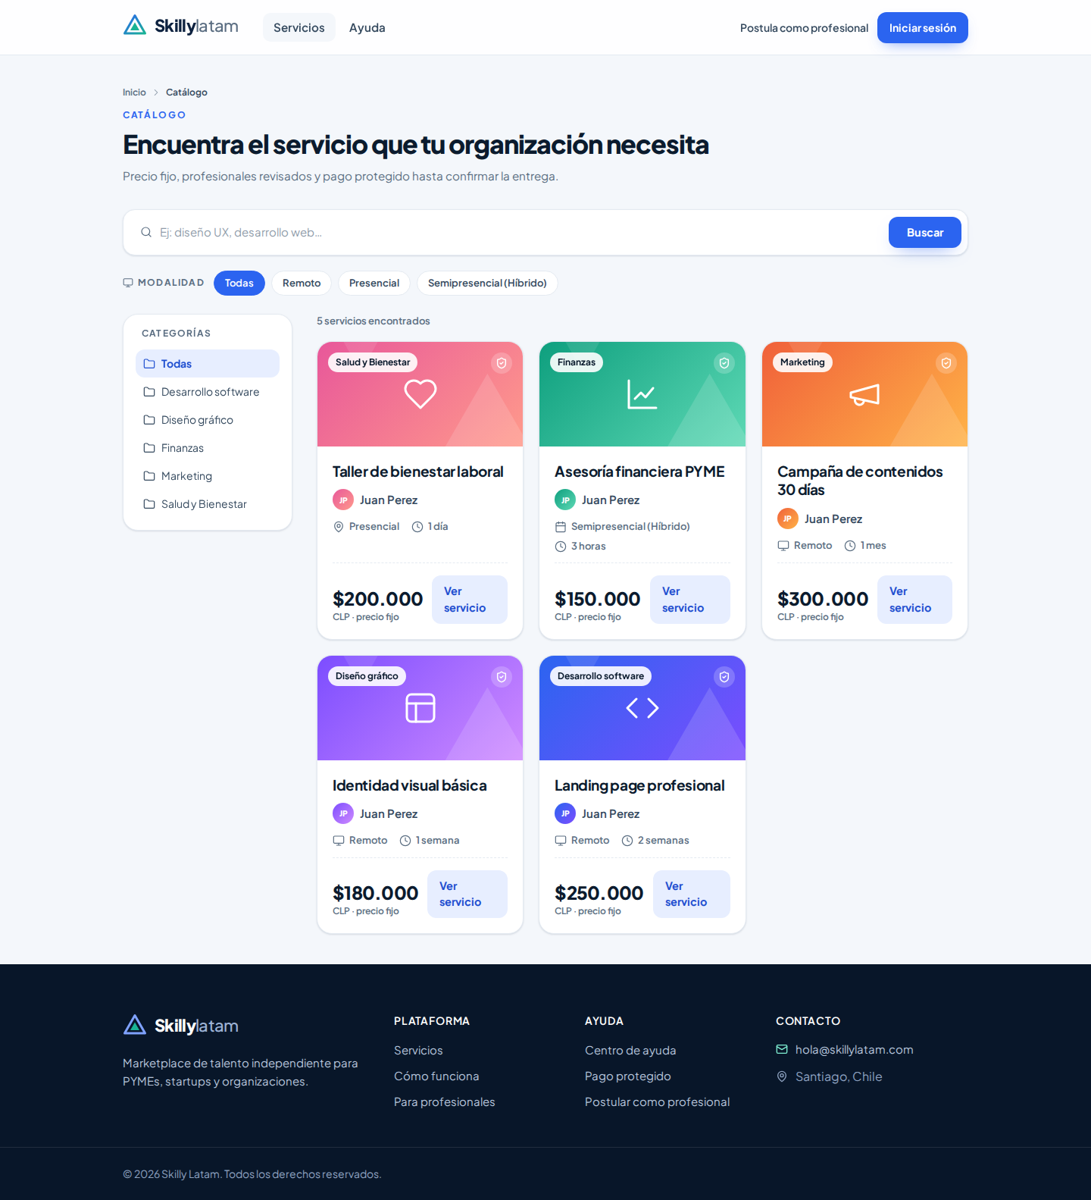 Skillylatam
Servicios
Ayuda
Postula como profesional
Iniciar sesión
Inicio > Catálogo
CATÁLOGO
Encuentra el servicio que tu organización necesita
Precio fijo, profesionales revisados y pago protegido hasta confirmar la entrega.
Ej: diseño UX, desarrollo web...
Buscar
MODALIDAD
Todas
Remoto
Presencial
Semipresencial (Híbrido)
CATEGORÍAS
Todas
Desarrollo software
Diseño gráfico
Finanzas
Marketing
Salud y Bienestar
5 servicios encontrados
Salud y Bienestar
Taller de bienestar laboral
JP Juan Perez
Presencial 1 día
$200.000
CLP · precio fijo
Ver
servicio
Finanzas
Asesoría financiera PYME
JP Juan Perez
Semipresencial (Híbrido)
3 horas
$150.000
CLP · precio fijo
Ver
servicio
Marketing
Campaña de contenidos
30 días
JP Juan Perez
Remoto 1 mes
$300.000
CLP · precio fijo
Ver
servicio
Diseño gráfico
Identidad visual básica
JP Juan Perez
Remoto 1 semana
$180.000
CLP · precio fijo
Ver
servicio
Desarrollo software
Landing page profesional
JP Juan Perez
Remoto 2 semanas
$250.000
CLP · precio fijo
Ver
servicio
Skillylatam
Marketplace de talento independiente para
PYMEs, startups y organizaciones.
PLATAFORMA
Servicios
Cómo funciona
Para profesionales
AYUDA
Centro de ayuda
Pago protegido
Postular como profesional
CONTACTO
hola@skillylatam.com
Santiago, Chile
© 2026 Skilly Latam. Todos los derechos reservados.